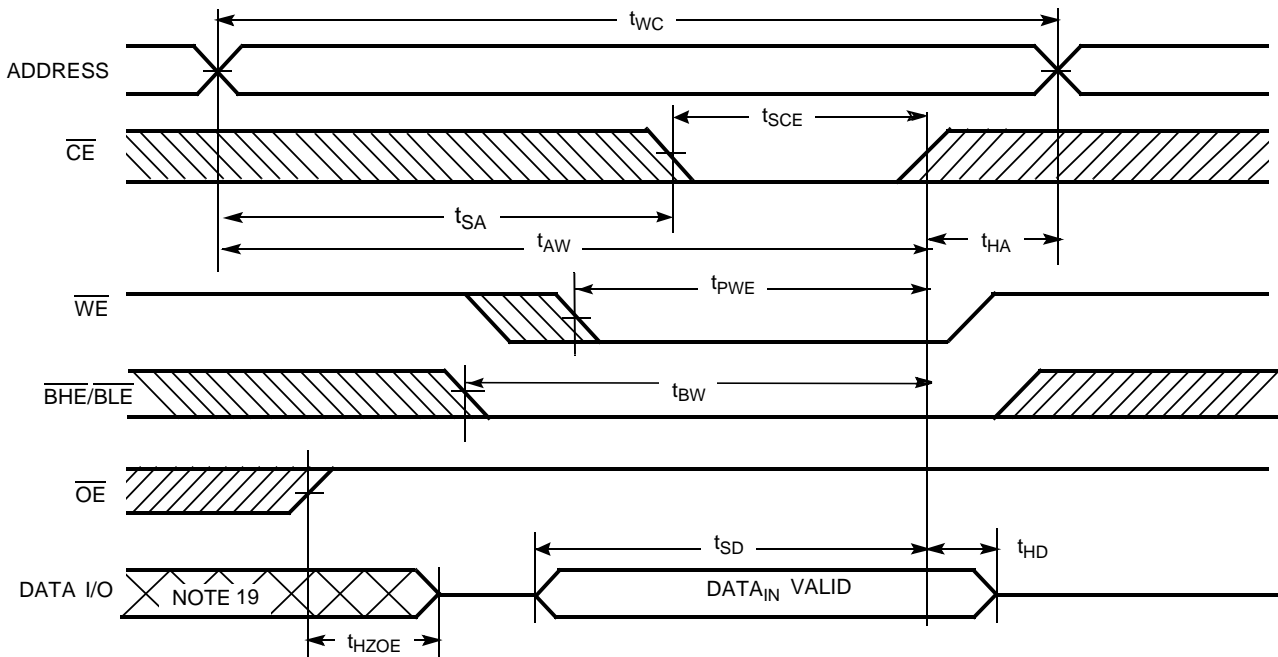 tWC
ADDRESS
tSCE
CE
tSA
tAW
tHA
tPWE
WE
BHE/BLE
tBW
OE
tSD
tHD
DATA I/O
NOTE 19
DATAIN VALID
tHZOE